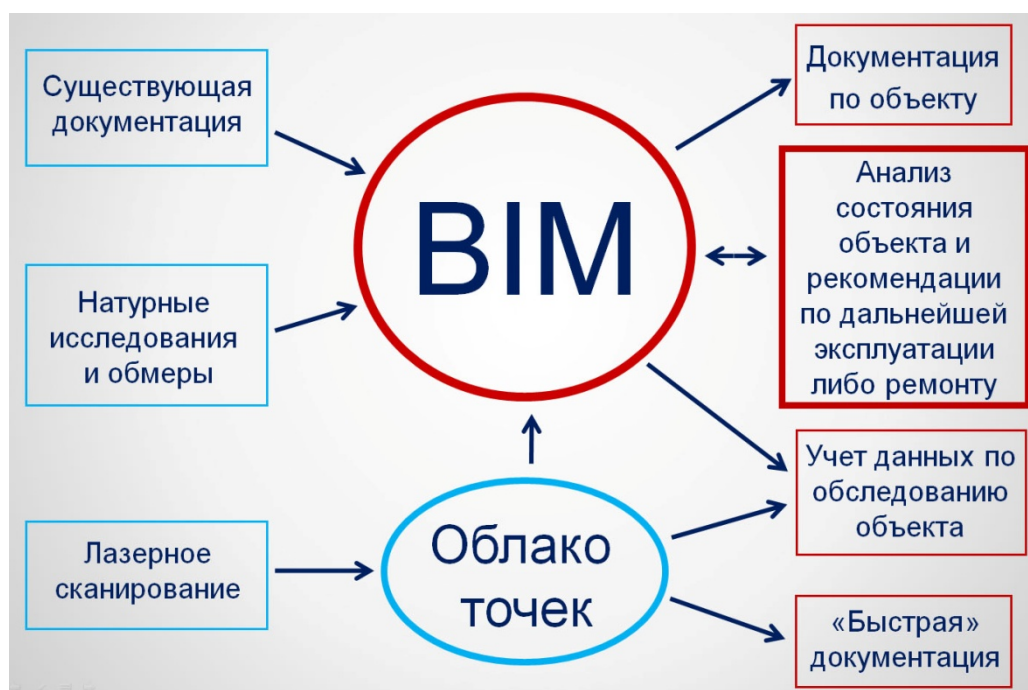 Существующая
документация
Натурные
исследования
и обмеры
Лазерное
сканирование
BIM
Облако
точек
Документация
по объекту
Анализ
состояния
объекта и
рекомендации
по дальнейшей
эксплуатации
либо ремонту
Учет данных по
обследованию
объекта
«Быстрая»
документация